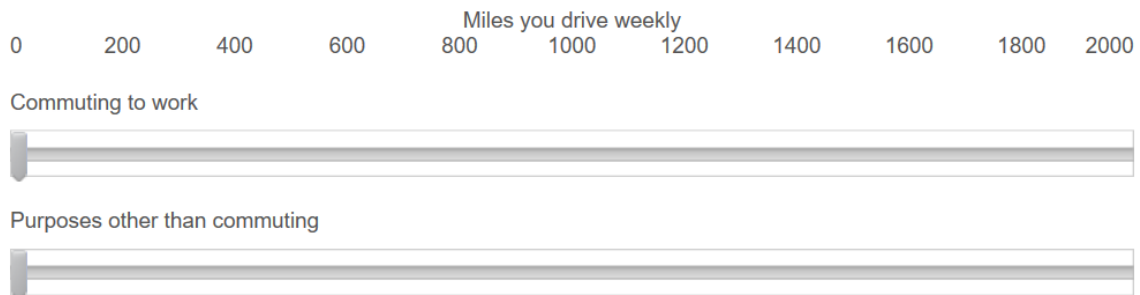 Miles you drive weekly
0 200 400 600 800 1000 1200 1400 1600 1800 2000
Commuting to work
Purposes other than commuting